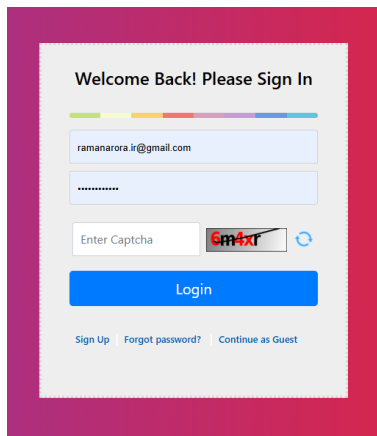 Welcome Back! Please Sign In
ramanarora.ir@gmail.com
••••••••••••
Enter Captcha
6m4xr
Login
Sign Up
Forgot password?
Continue as Guest